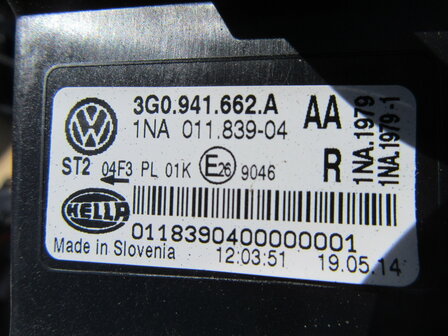 3G0.941.662.A AA
1NA 011.839-04
ST2 04F3 PL 01K E26 9046 R
1NA.1979
1NA.1979-1
HELLA
0118390400000001
Made in Slovenia 12:03:51 19.05.14